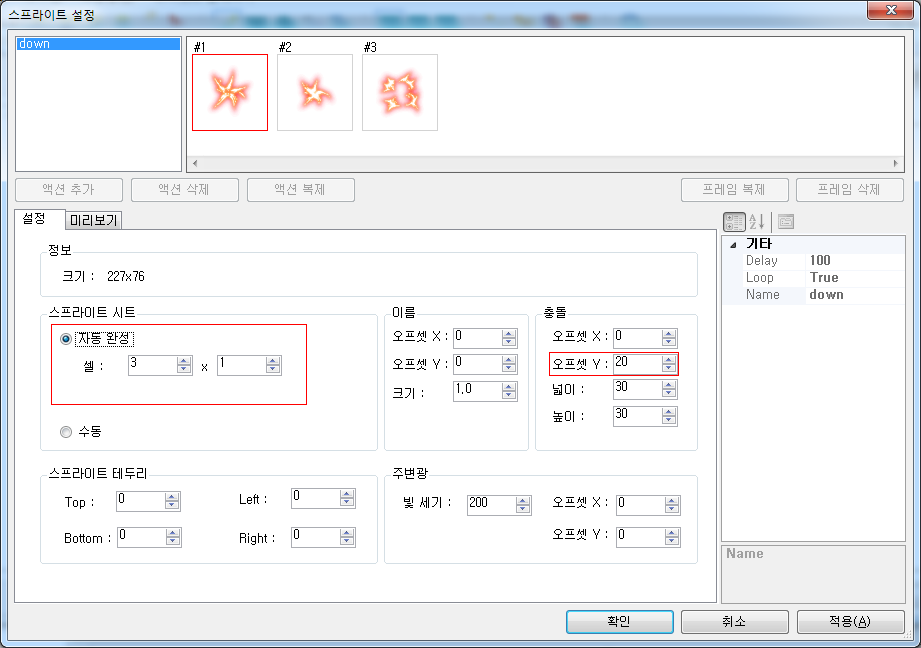 스프라이트 설정
down
#1 #2 #3
액션 추가 액션 삭제 액션 복제 프레임 복제 프레임 삭제
설정 미리보기
정보
크기 : 227x76
스프라이트 시트
자동 완성
셀 : 3 x 1
수동
이름
오프셋 X : 0
오프셋 Y : 0
크기 : 1,0
충돌
오프셋 X : 0
오프셋 Y : 20
넓이 : 30
높이 : 30
스프라이트 테두리
Top : 0 Left : 0
Bottom : 0 Right : 0
주변광
빛 세기 : 200 오프셋 X : 0
오프셋 Y : 0
기타
Delay 100
Loop True
Name down
Name
확인 취소 적용(A)